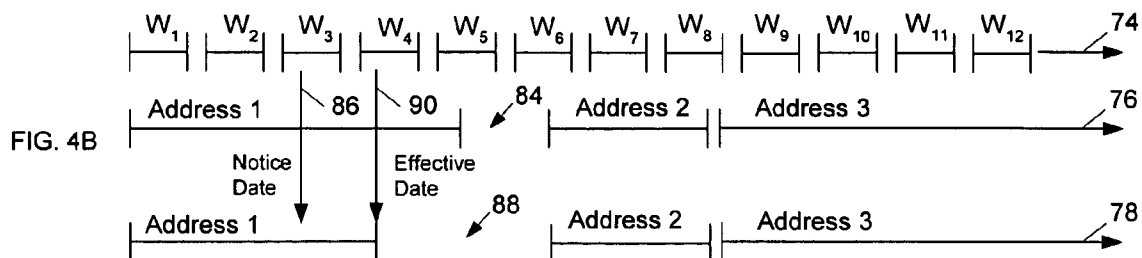 W1 W2 W3 W4 W5 W6 W7 W8 W9 W10 W11 W12 74
Address 1 86 90 84 Address 2 Address 3 76
FIG. 4B
Notice Date
Effective Date
Address 1 88 Address 2 Address 3 78